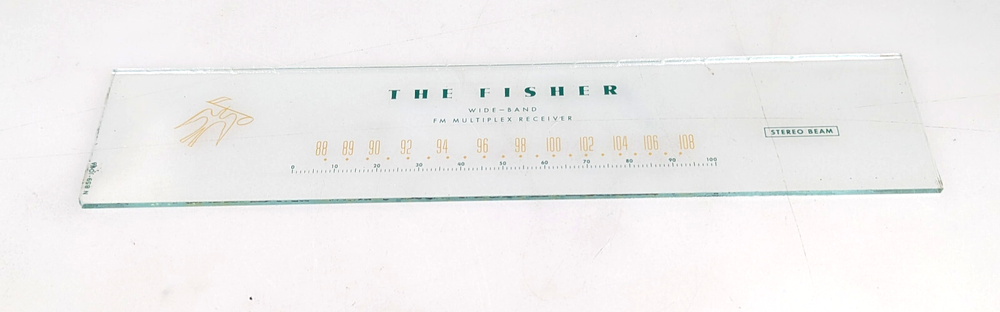 THE FISHER
WIDE-BAND
FM MULTIPLEX RECEIVER
STEREO BEAM
88 89 90 92 94 96 98 100 102 104 106 108
0 10 20 30 40 50 60 70 80 90 100